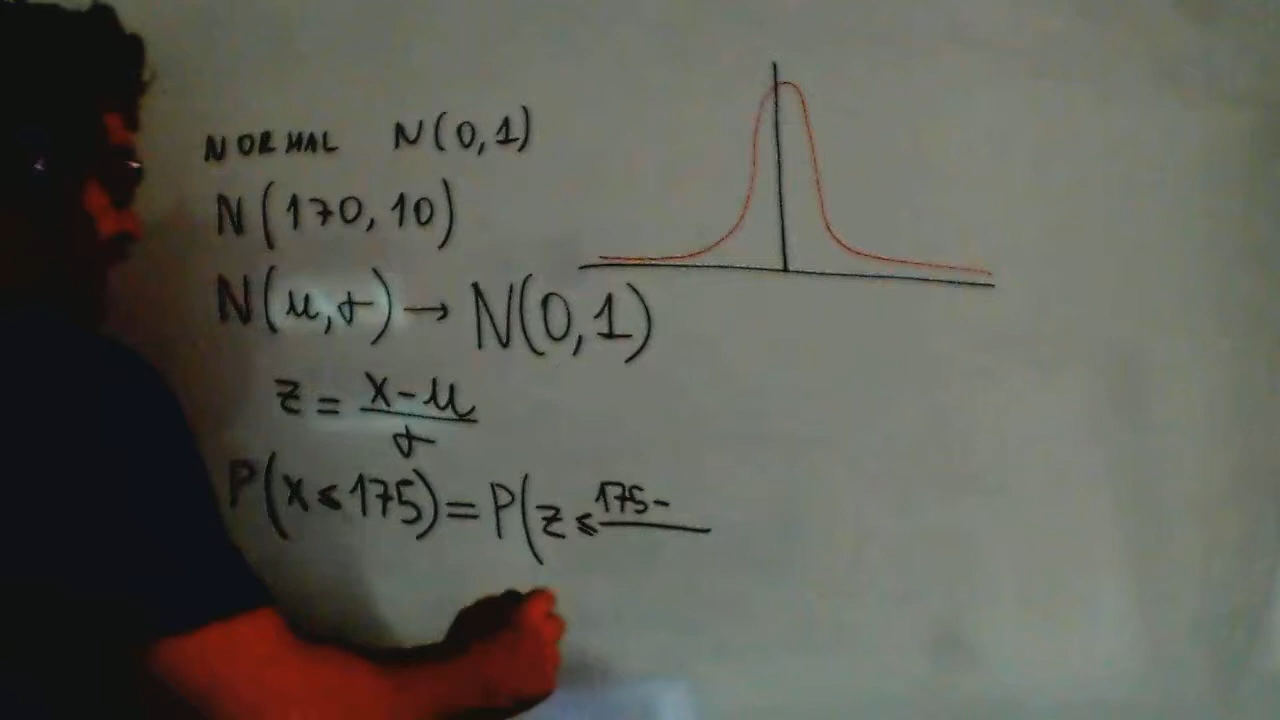 NORMAL N(0,1)
N(170,10)
N(μ,σ) → N(0,1)
z = x-μ / σ
P(x ≤ 175) = P(z ≤ 175-